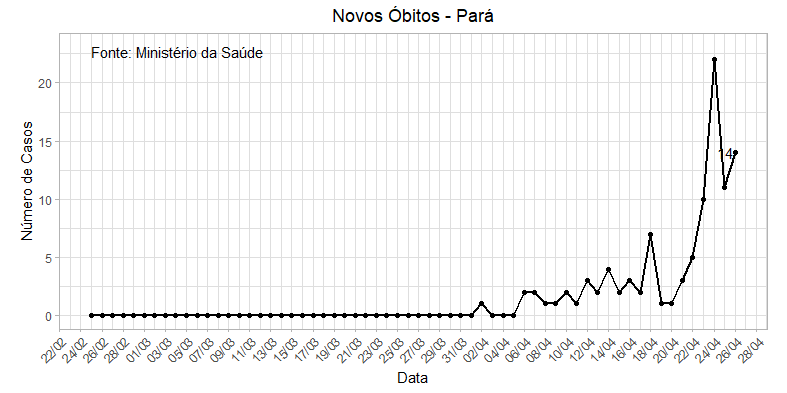 Novos Óbitos - Pará
Fonte: Ministério da Saúde
Número de Casos
20
15
10
5
0
14
22/02 24/02 26/02 28/02 01/03 03/03 05/03 07/03 09/03 11/03 13/03 15/03 17/03 19/03 21/03 23/03 25/03 27/03 29/03 31/03 02/04 04/04 06/04 08/04 10/04 12/04 14/04 16/04 18/04 20/04 22/04 24/04 26/04 28/04
Data